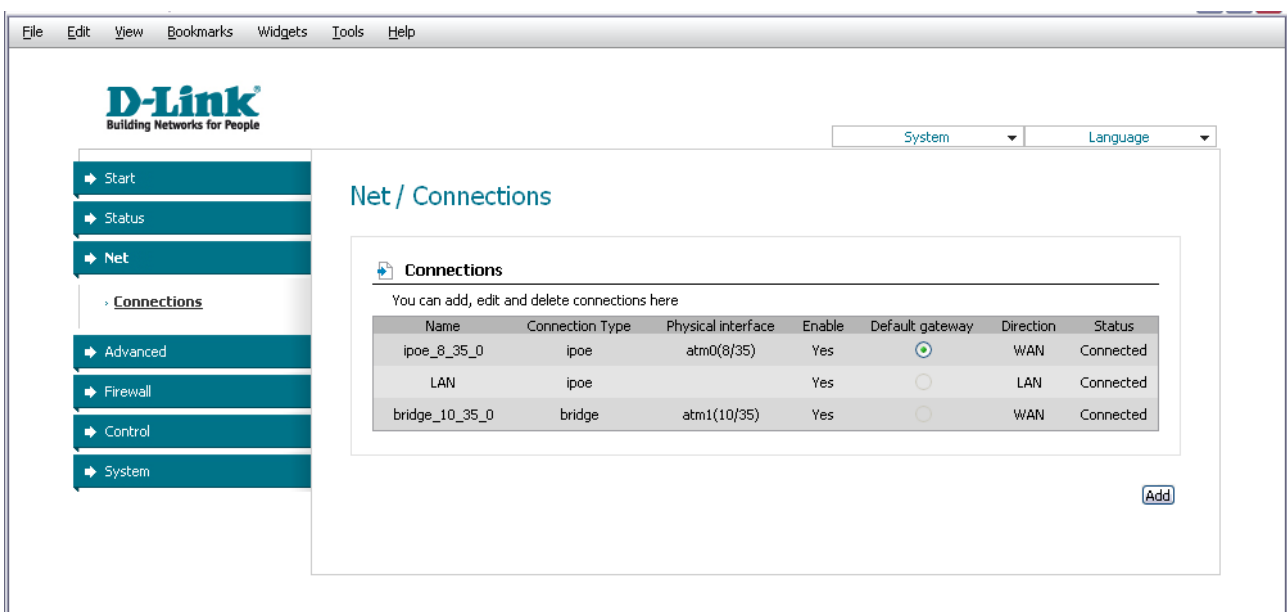 File Edit View Bookmarks Widgets Tools Help
D-Link
Building Networks for People
System Language
Start
Status
Net
Connections
Advanced
Firewall
Control
System
Net / Connections
Connections
You can add, edit and delete connections here
Name Connection Type Physical interface Enable Default gateway Direction Status
ipoe_8_35_0 ipoe atm0(8/35) Yes WAN Connected
LAN ipoe Yes LAN Connected
bridge_10_35_0 bridge atm1(10/35) Yes WAN Connected
Add